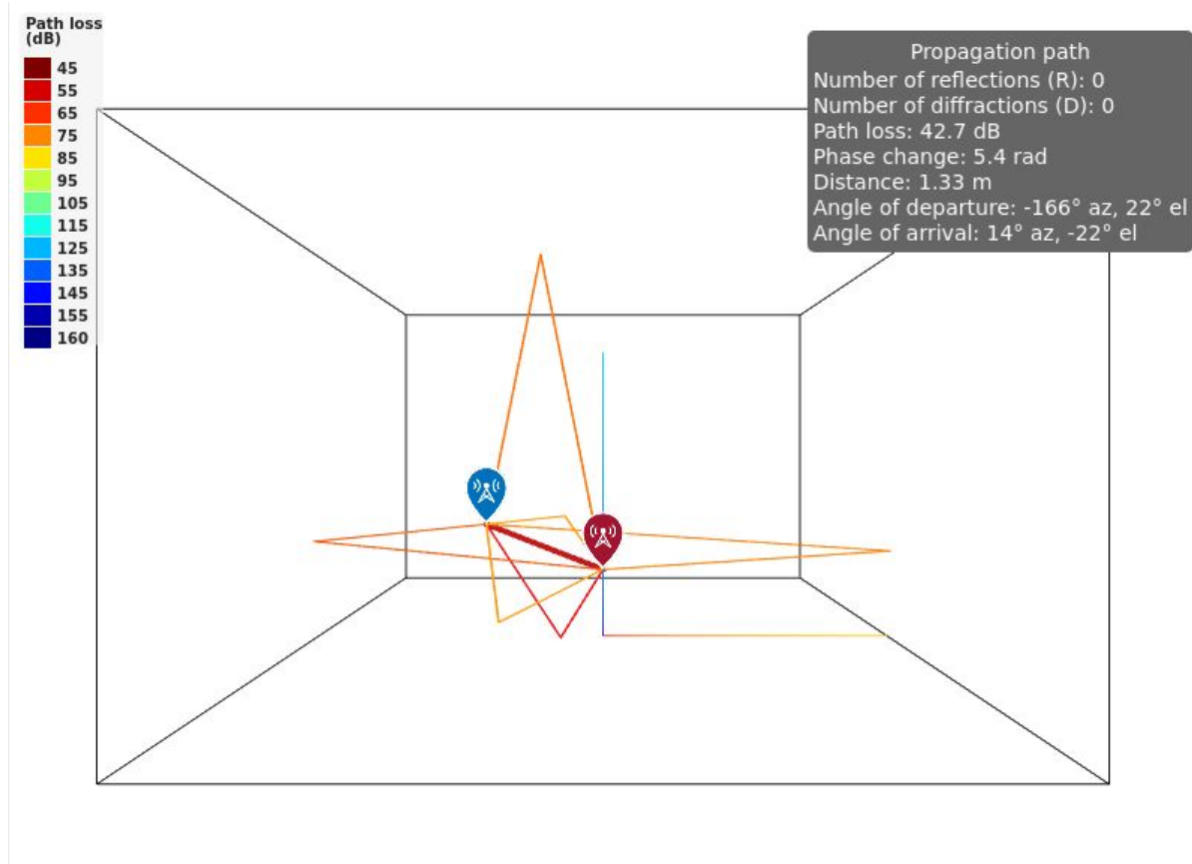 Path loss
(dB)
45
55
65
75
85
95
105
115
125
135
145
155
160
Propagation path
Number of reflections (R): 0
Number of diffractions (D): 0
Path loss: 42.7 dB
Phase change: 5.4 rad
Distance: 1.33 m
Angle of departure: -166° az, 22° el
Angle of arrival: 14° az, -22° el